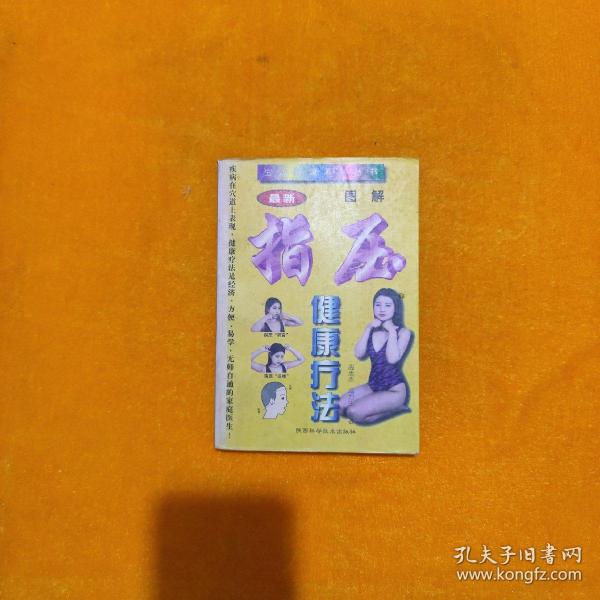 最新
图解
指压
健康疗法
疾病在穴道上表现，健康疗法是经济、方便、易学、无师自通的家庭医生！
陕西科学技术出版社
孔夫子旧书网
www.kongfz.com